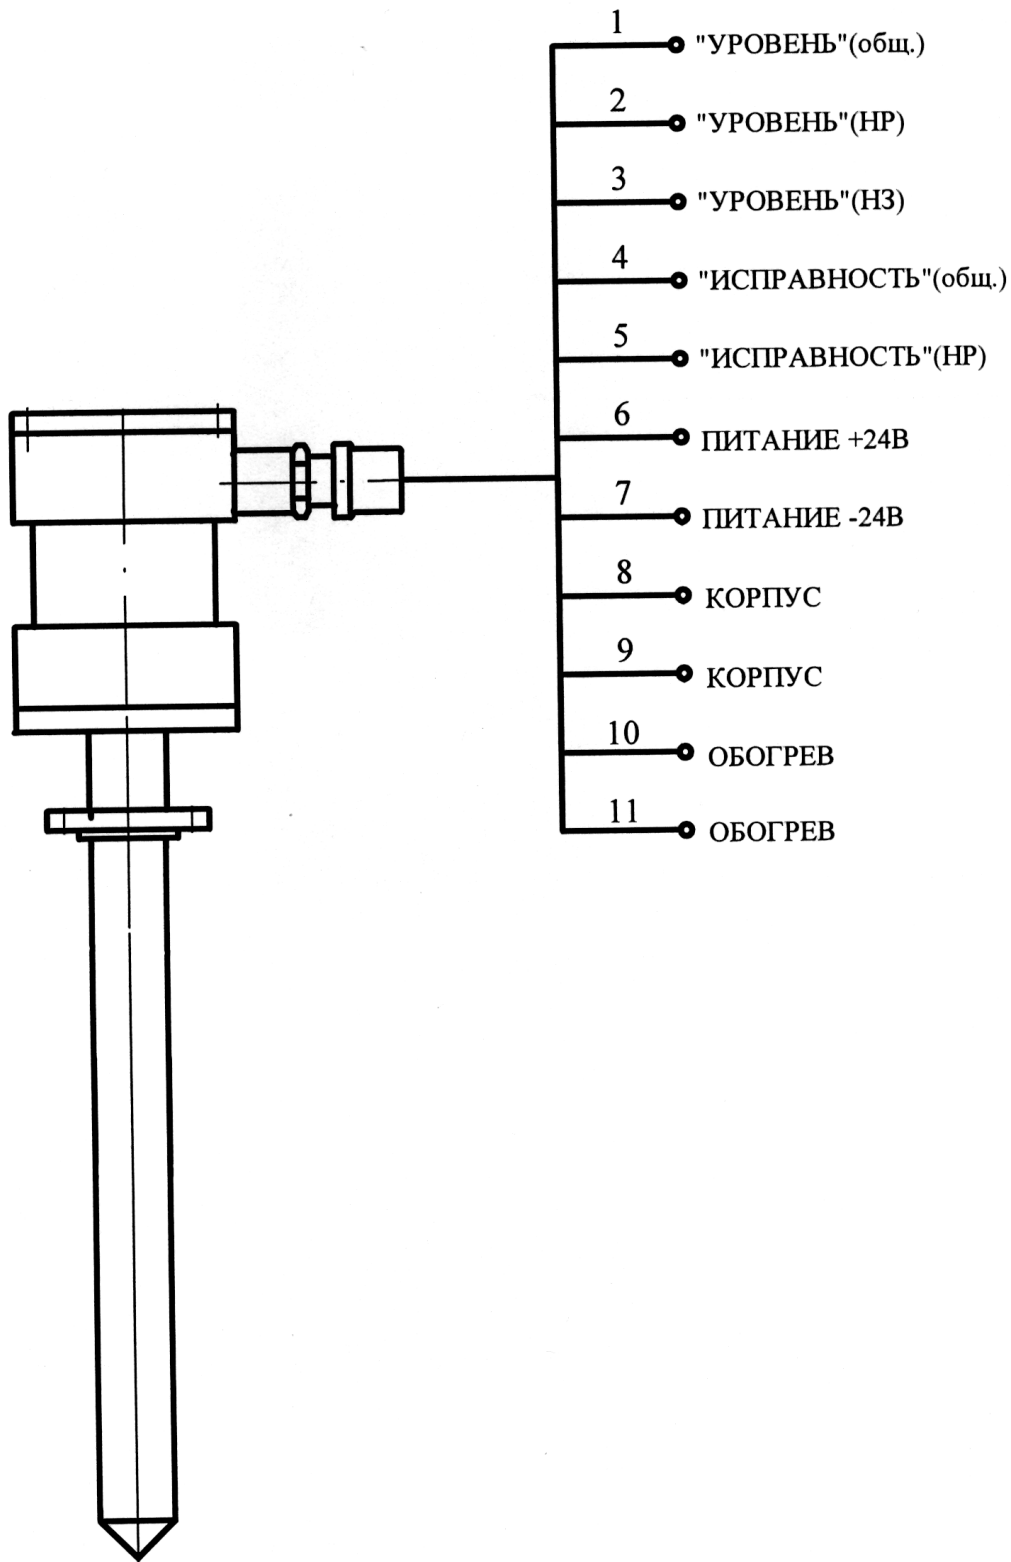 1 "УРОВЕНЬ"(общ.)
2 "УРОВЕНЬ"(НР)
3 "УРОВЕНЬ"(НЗ)
4 "ИСПРАВНОСТЬ"(общ.)
5 "ИСПРАВНОСТЬ"(НР)
6 ПИТАНИЕ +24В
7 ПИТАНИЕ -24В
8 КОРПУС
9 КОРПУС
10 ОБОГРЕВ
11 ОБОГРЕВ